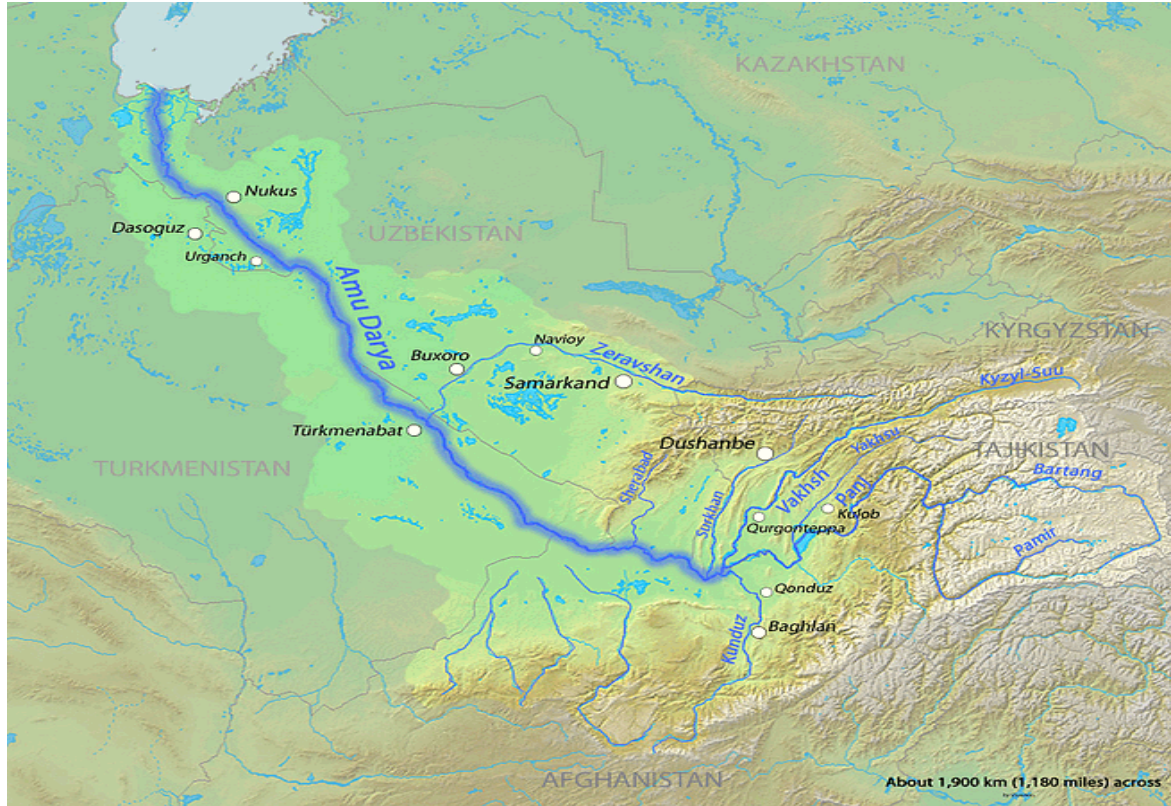 KAZAKHSTAN
Nukus
Dasoguz
UZBEKISTAN
Urganch
Amu Darya
KYRGYZSTAN
Navioy
Buxoro
Zeravshan
Kyzyl-Suu
Samarkand
Türkmenabat
Dushanbe
Yakhsu
TAJIKISTAN
TURKMENISTAN
Sherabad
Vakhsh
Panj
Bartang
Surkhan
Kulob
Qurgonteppa
Pamir
Qonduz
Baghlan
Kunduz
AFGHANISTAN
About 1,900 km (1,180 miles) across